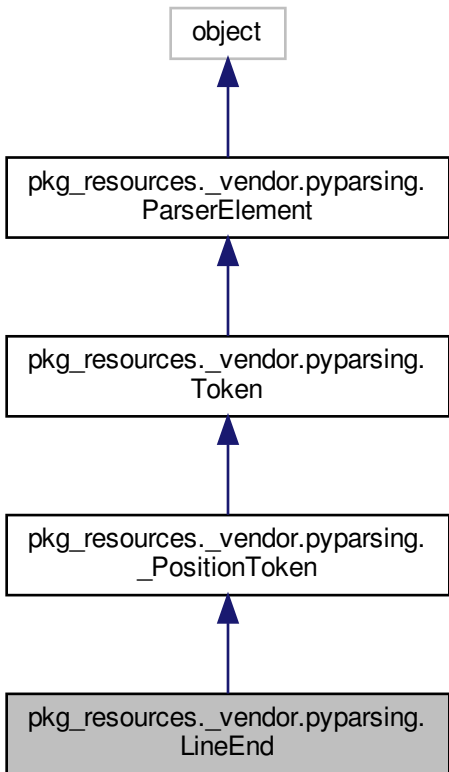 object
pkg_resources._vendor.pyparsing.
ParserElement
pkg_resources._vendor.pyparsing.
Token
pkg_resources._vendor.pyparsing.
_PositionToken
pkg_resources._vendor.pyparsing.
LineEnd